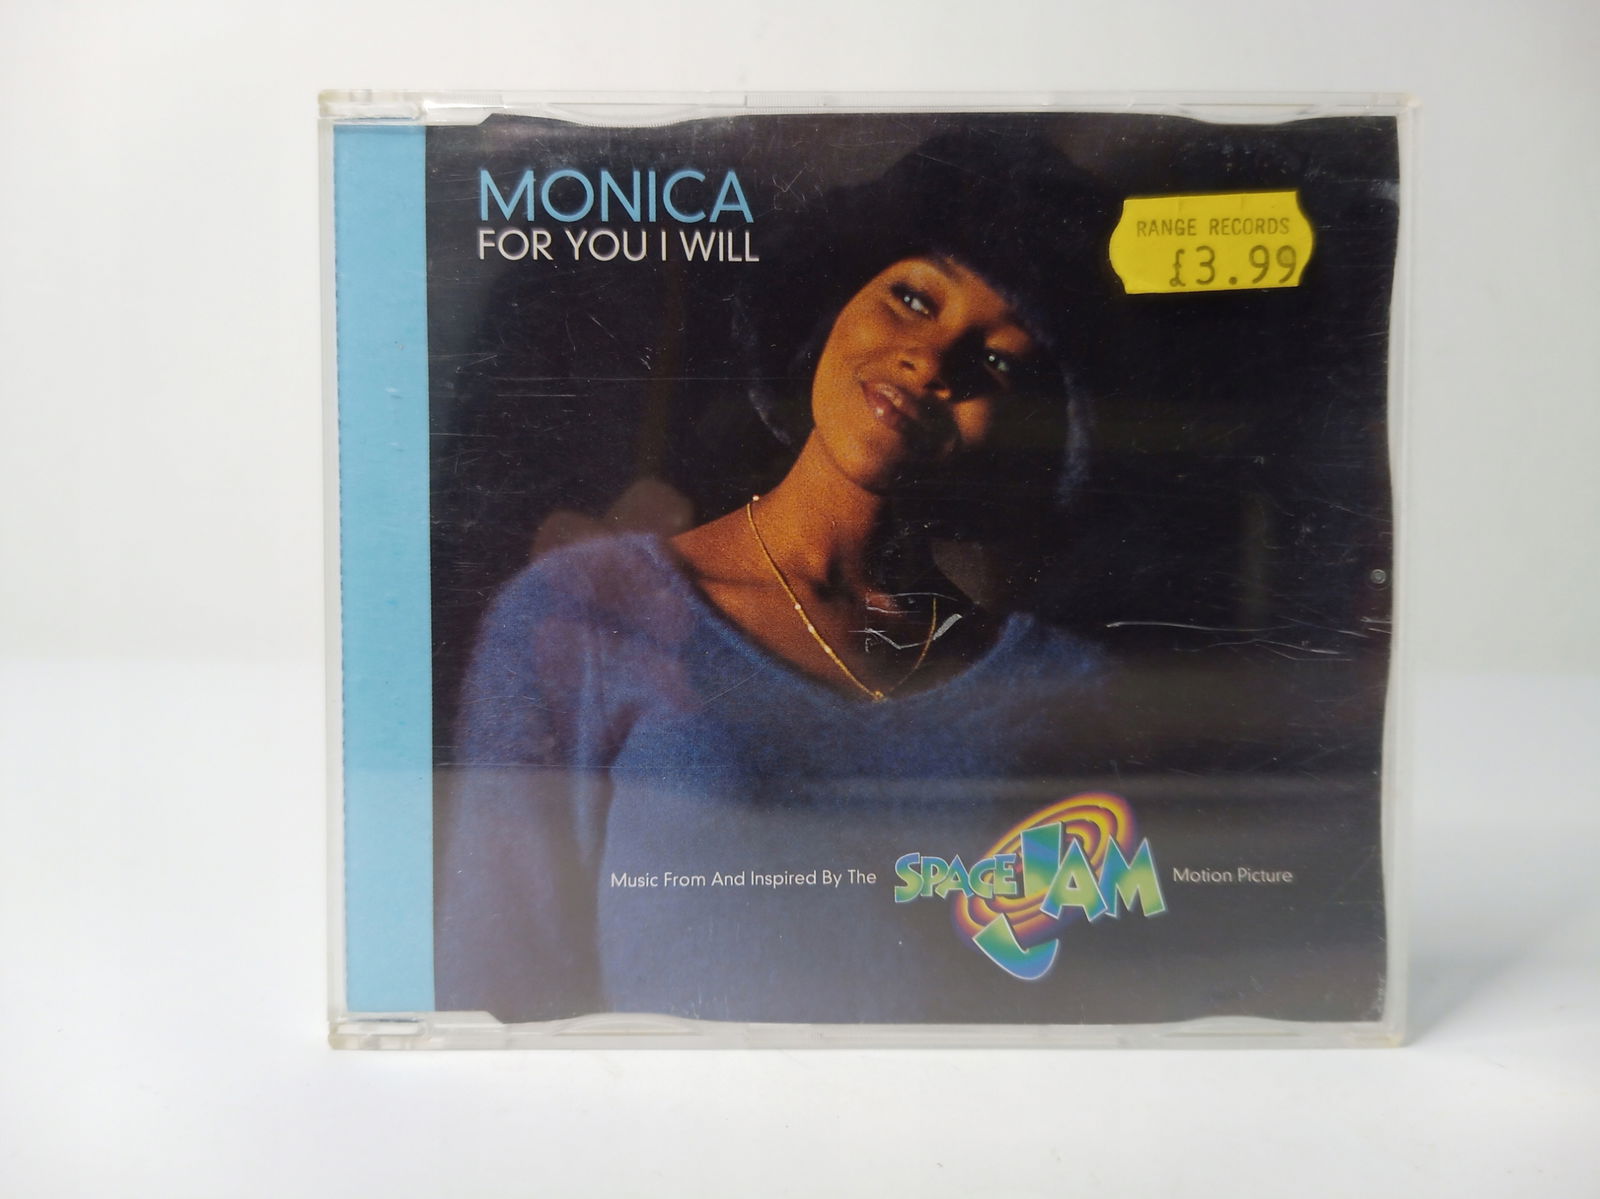 MONICA
FOR YOU I WILL
RANGE RECORDS
£3.99
Music From And Inspired By The SPACE JAM Motion Picture